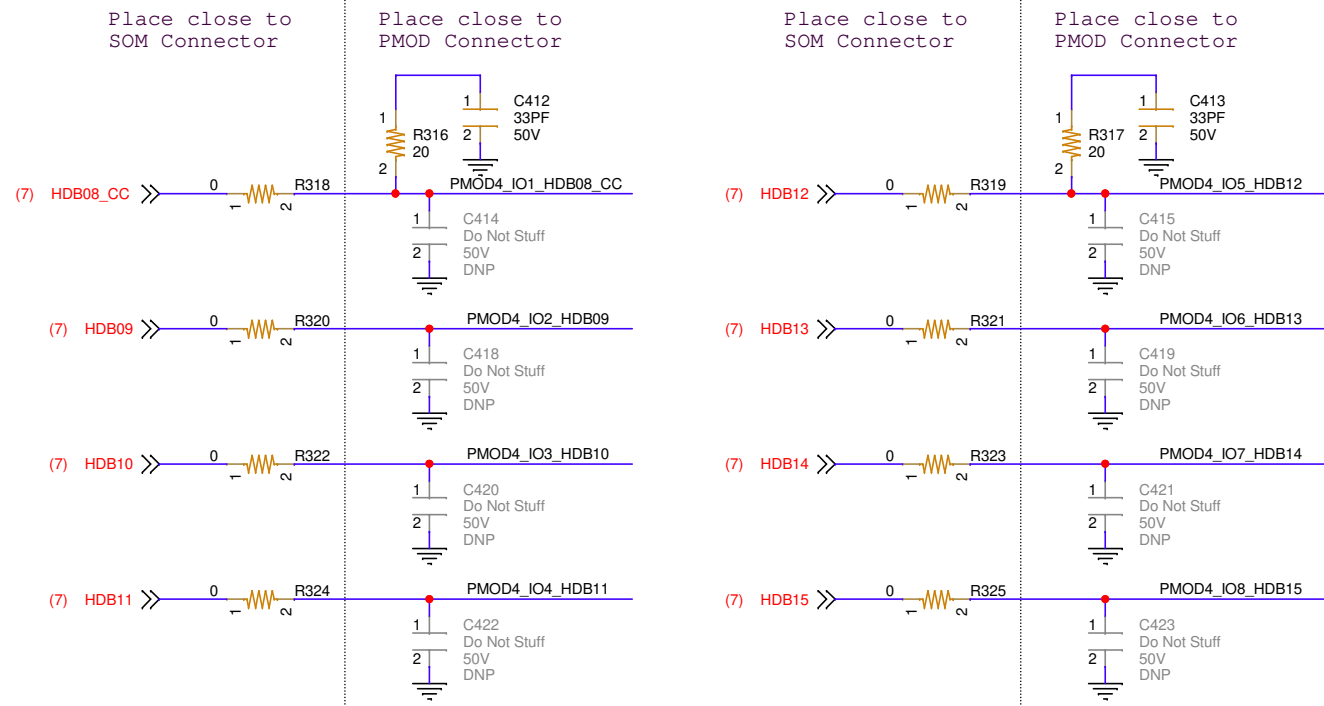 Place close to
SOM Connector
Place close to
PMOD Connector
1
R316
20
2
1
2
C412
33PF
50V
(7) HDB08_CC
0
R318
1
2
PMOD4_IO1_HDB08_CC
1
2
C414
Do Not Stuff
50V
DNP
(7) HDB09
0
R320
1
2
PMOD4_IO2_HDB09
1
2
C418
Do Not Stuff
50V
DNP
(7) HDB10
0
R322
1
2
PMOD4_IO3_HDB10
1
2
C420
Do Not Stuff
50V
DNP
(7) HDB11
0
R324
1
2
PMOD4_IO4_HDB11
1
2
C422
Do Not Stuff
50V
DNP
Place close to
SOM Connector
Place close to
PMOD Connector
1
R317
20
2
1
2
C413
33PF
50V
(7) HDB12
0
R319
1
2
PMOD4_IO5_HDB12
1
2
C415
Do Not Stuff
50V
DNP
(7) HDB13
0
R321
1
2
PMOD4_IO6_HDB13
1
2
C419
Do Not Stuff
50V
DNP
(7) HDB14
0
R323
1
2
PMOD4_IO7_HDB14
1
2
C421
Do Not Stuff
50V
DNP
(7) HDB15
0
R325
1
2
PMOD4_IO8_HDB15
1
2
C423
Do Not Stuff
50V
DNP